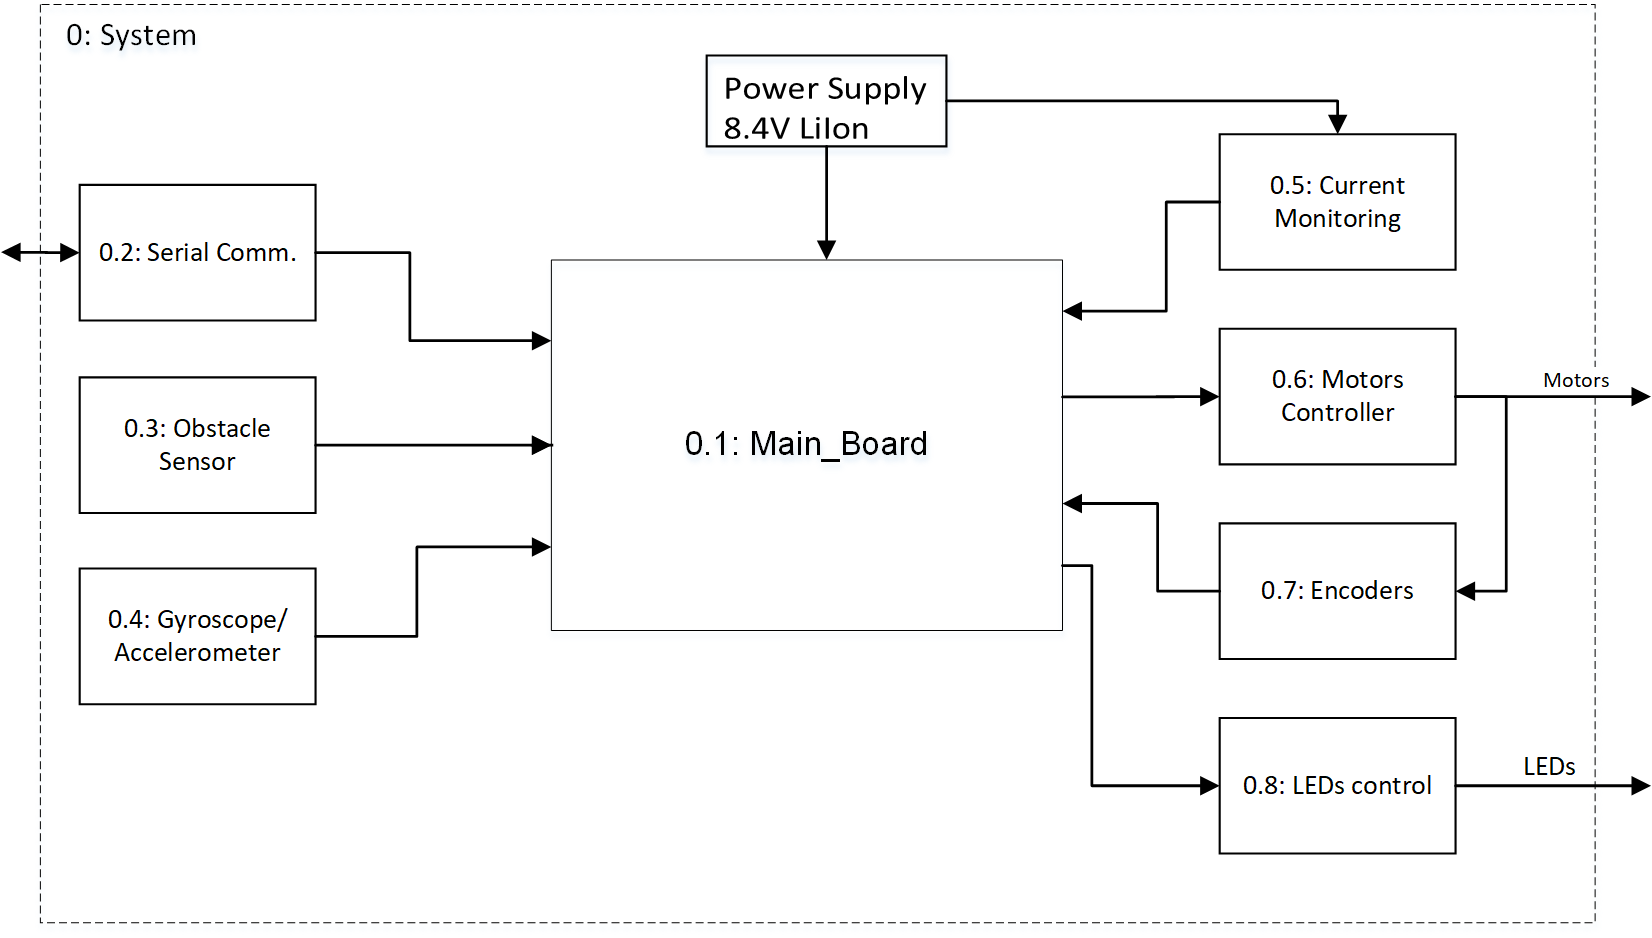 0: System
Power Supply
8.4V LiIon
0.5: Current
Monitoring
0.2: Serial Comm.
0.6: Motors
Controller
Motors
0.3: Obstacle
Sensor
0.1: Main_Board
0.7: Encoders
0.4: Gyroscope/
Accelerometer
LEDs
0.8: LEDs control